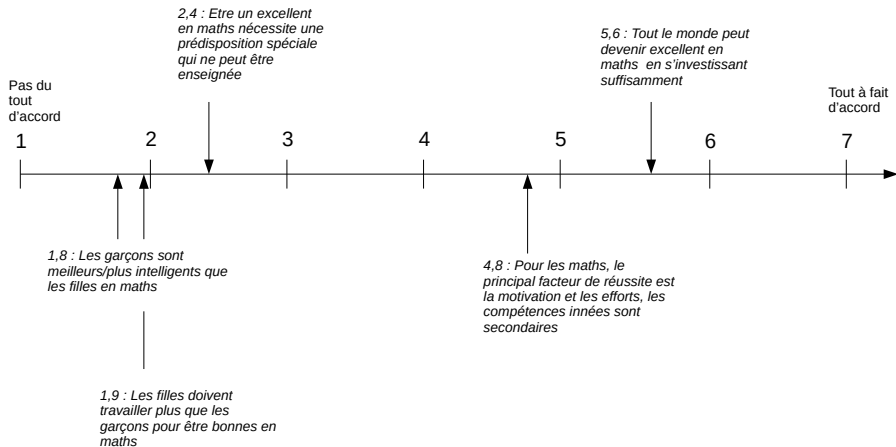 2,4 : Etre un excellent
en maths nécessite une
prédisposition spéciale
qui ne peut être
enseignée
5,6 : Tout le monde peut
devenir excellent en
maths en s'investissant
suffisamment
Pas du
tout
d'accord
Tout à fait
d'accord
1
2
3
4
5
6
7
1,8 : Les garçons sont
meilleurs/plus intelligents que
les filles en maths
4,8 : Pour les maths, le
principal facteur de réussite est
la motivation et les efforts, les
compétences innées sont
secondaires
1,9 : Les filles doivent
travailler plus que les
garçons pour être bonnes en
maths